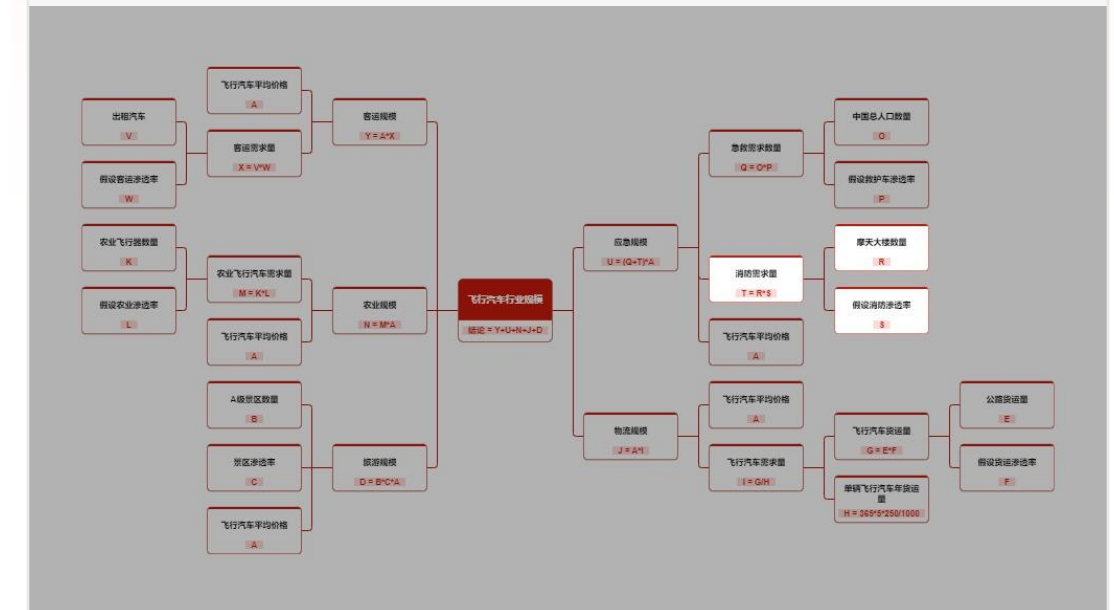 飞行汽车平均价格
A
出租汽车
V
客运规模
Y = A*X
客运需求量
X = V*W
假设客运渗透率
W
农业飞行器数量
K
农业飞行汽车需求量
M = K*L
假设农业渗透率
L
农业规模
N = M*A
飞行汽车平均价格
A
A级景区数量
B
景区渗透率
C
旅游规模
D = B*C*A
飞行汽车平均价格
A
飞行汽车行业规模
结论 = Y+U+N+J+D
中国总人口数量
O
急救需求数量
Q = O*P
假设救护车渗透率
P
应急规模
U = (Q+T)*A
摩天大楼数量
R
消防需求量
T = R*S
假设消防渗透率
S
飞行汽车平均价格
A
飞行汽车平均价格
A
公路货运量
E
物流规模
J = A*I
飞行汽车货运量
G = E*F
飞行汽车需求量
I = G/H
假设货运渗透率
F
单辆飞行汽车年货运
量
H = 365*5*250/1000